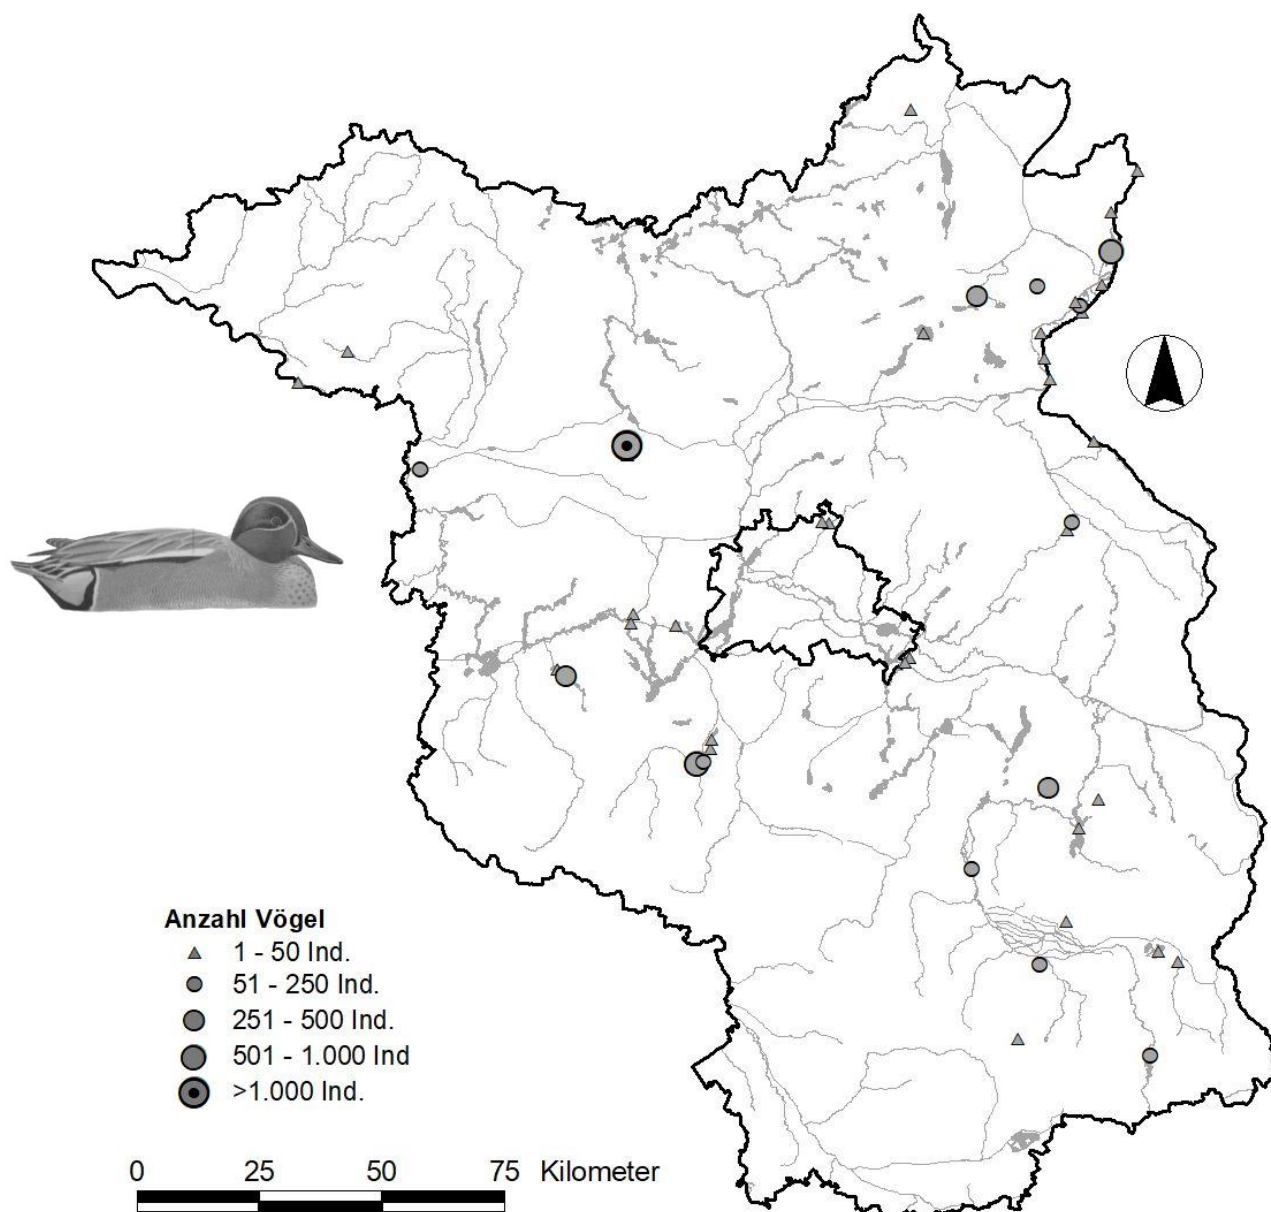 Anzahl Vögel
1 - 50 Ind.
51 - 250 Ind.
251 - 500 Ind.
501 - 1.000 Ind
>1.000 Ind.
0 25 50 75 Kilometer